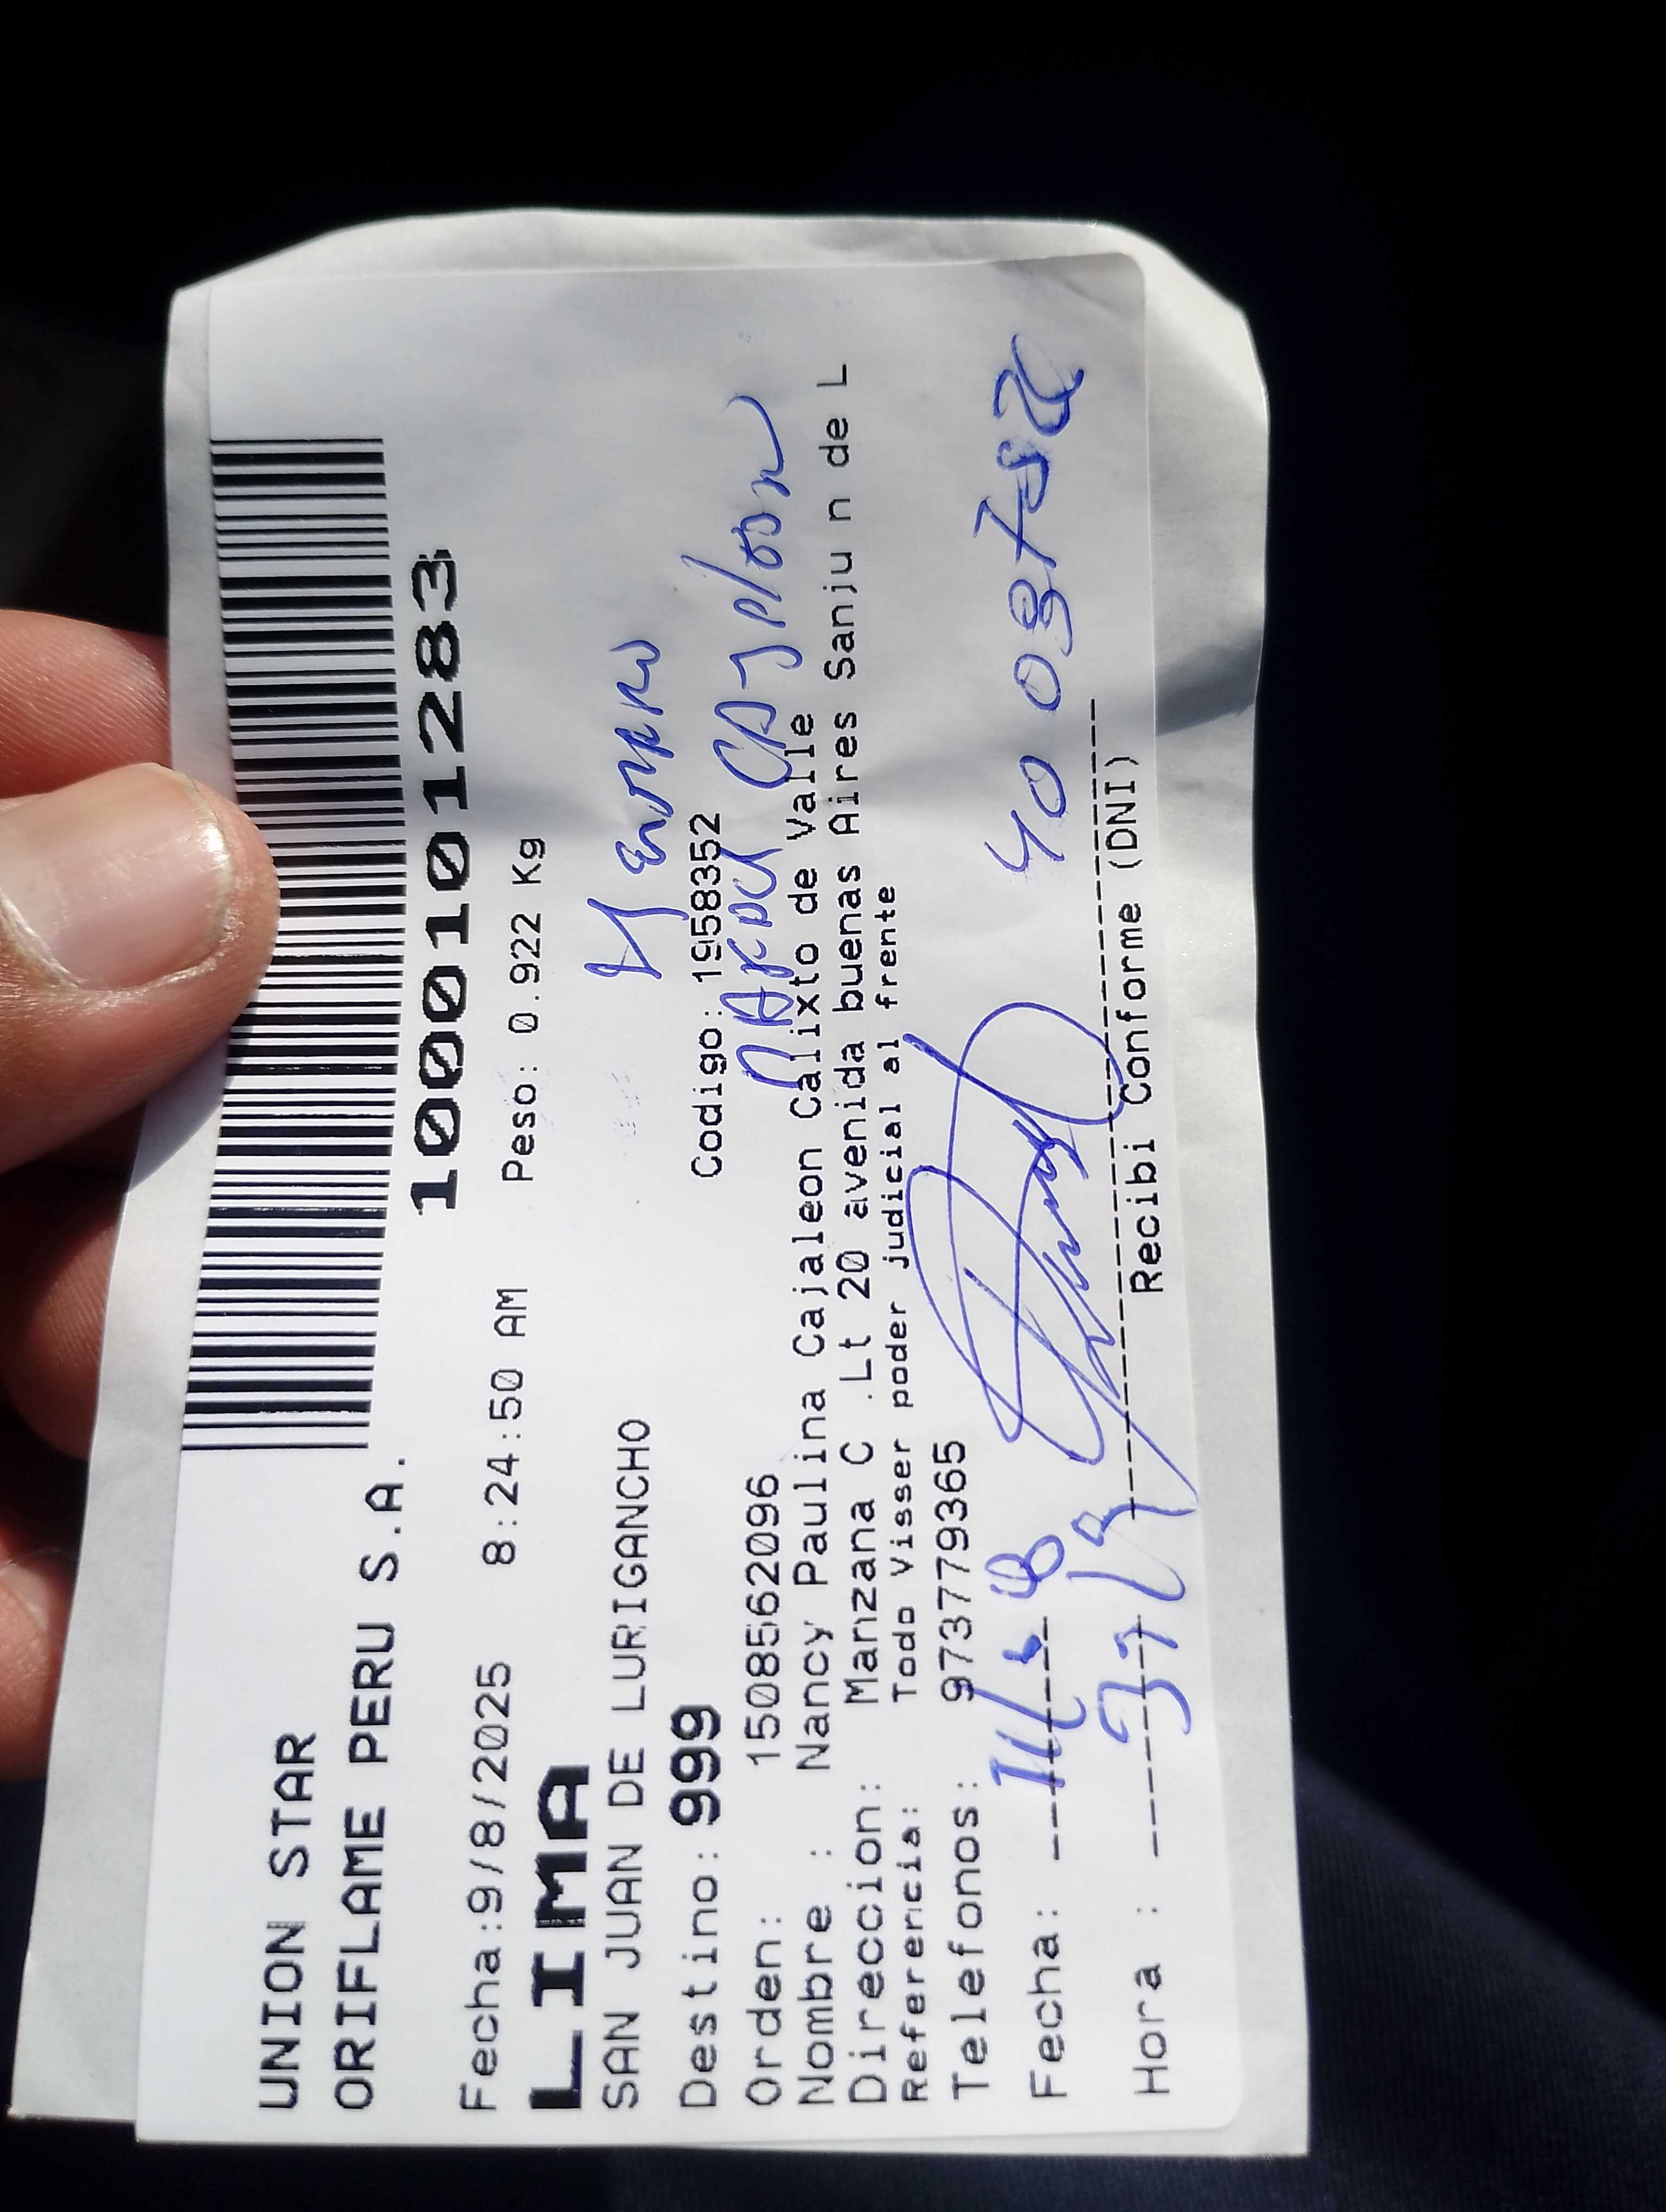 UNION STAR
ORIFLAME PERU S.A.
1000101283
Fecha:9/8/2025 8:24:50 AM Peso: 0.922 Kg
LIMA
SAN JUAN DE LURIGANCHO
Destino: 999 Codigo: 1958352
Orden: 1508562096
Nombre : Nancy Paulina Cajaleon Calixto de Valle
Direccion: Manzana C .Lt 20 avenida buenas Aires Sanju n de L
Referencia: Todo Visser poder judicial al frente
Telefonos: 973779365
Fecha: 11/8
Hora :
Recibi Conforme (DNI)